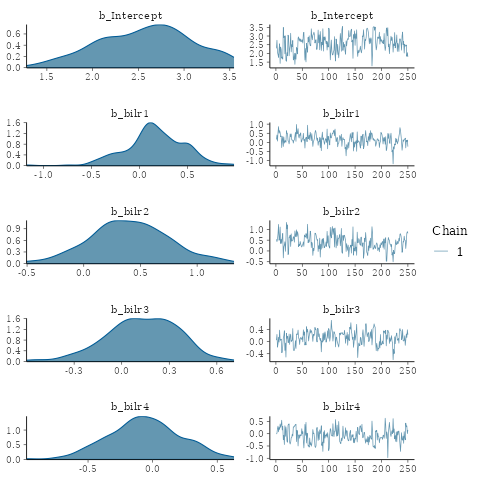 b_Intercept
b_Intercept
0.6
0.4
0.2
0.0
1.5 2.0 2.5 3.0 3.5
3.5
3.0
2.5
2.0
1.5
0 50 100 150 200 250
b_bilr1
b_bilr1
1.6
1.2
0.8
0.4
0.0
-1.0 -0.5 0.0 0.5
1.0
0.5
0.0
-0.5
-1.0
0 50 100 150 200 250
b_bilr2
b_bilr2
0.9
0.6
0.3
0.0
-0.5 0.0 0.5 1.0
1.0
0.5
0.0
-0.5
0 50 100 150 200 250
Chain
1
b_bilr3
b_bilr3
1.6
1.2
0.8
0.4
0.0
-0.3 0.0 0.3 0.6
0.4
0.0
-0.4
0 50 100 150 200 250
b_bilr4
b_bilr4
1.0
0.5
0.0
-0.5 0.0 0.5
0.5
0.0
-0.5
-1.0
0 50 100 150 200 250